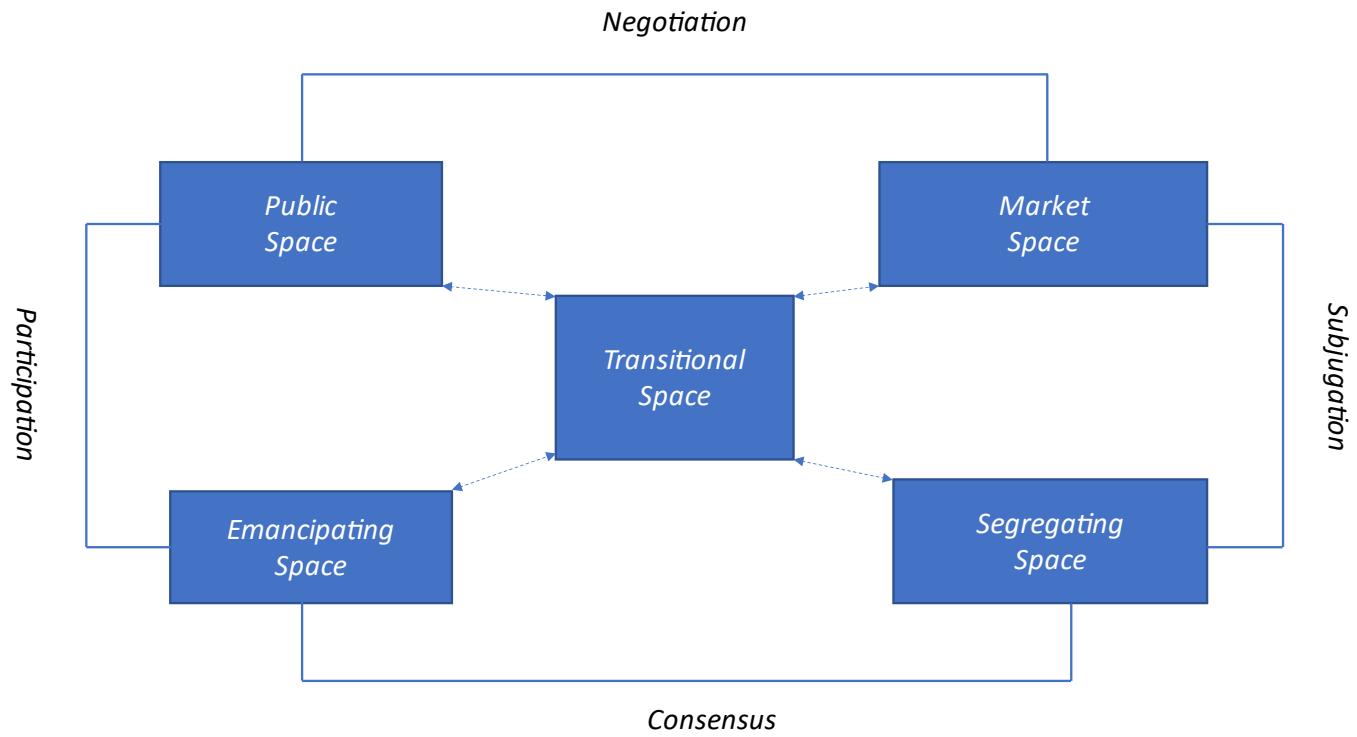 Negotiation
Public
Space
Market
Space
Participation
Transitional
Space
Subjugation
Emancipating
Space
Segregating
Space
Consensus